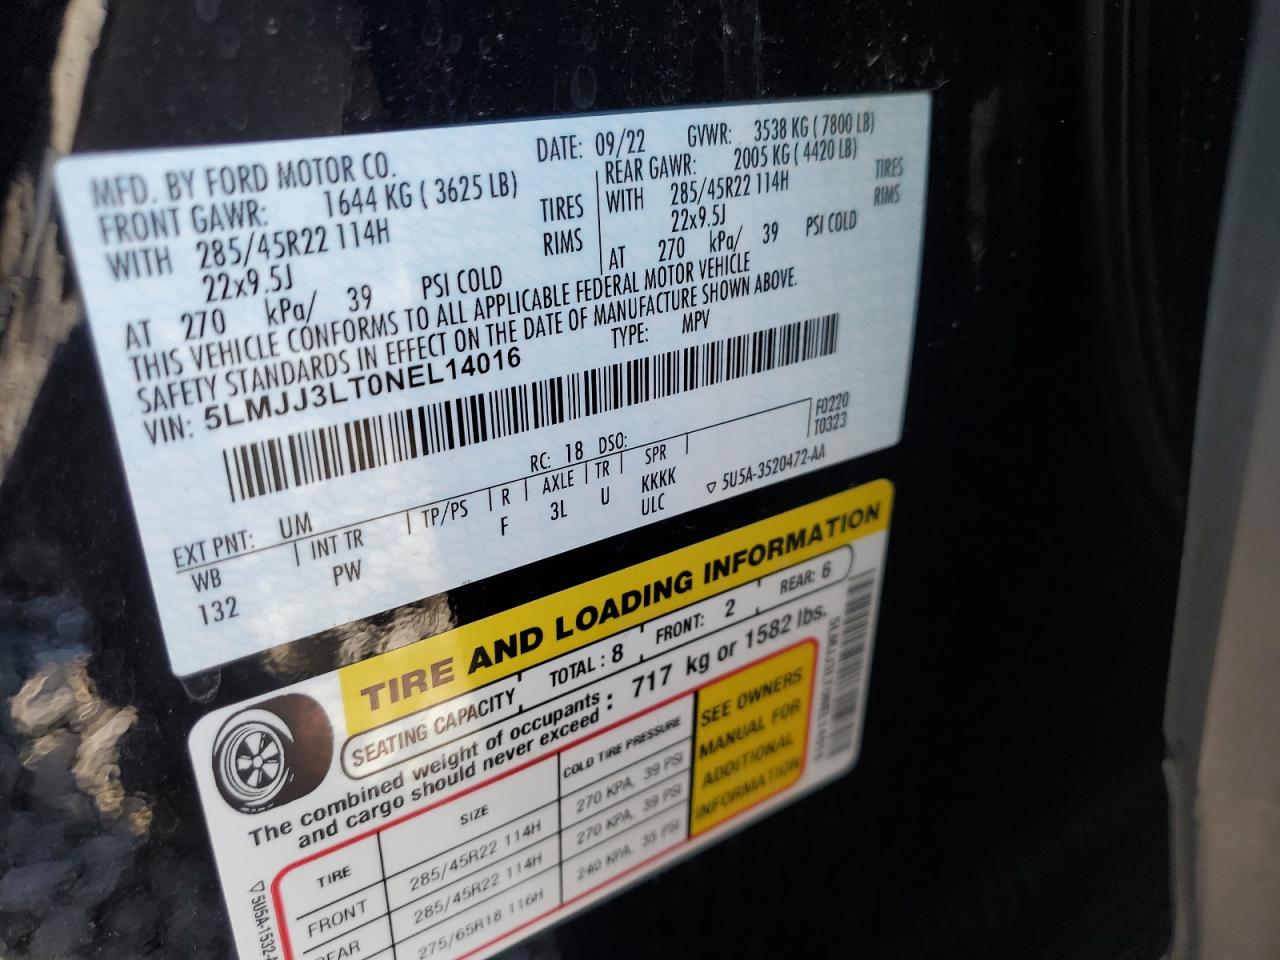 MFD. BY FORD MOTOR CO.
DATE: 09/22 GVWR: 3538 KG ( 7800 LB)
FRONT GAWR: 1644 KG ( 3625 LB)
WITH 285/45R22 114H TIRES
22x9.5J RIMS
AT 270 kPa/ 39 PSI COLD
REAR GAWR: 2005 KG ( 4420 LB)
WITH 285/45R22 114H TIRES
22x9.5J RIMS
AT 270 kPa/ 39 PSI COLD
THIS VEHICLE CONFORMS TO ALL APPLICABLE FEDERAL MOTOR VEHICLE
SAFETY STANDARDS IN EFFECT ON THE DATE OF MANUFACTURE SHOWN ABOVE.
VIN: 5LMJJ3LT0NEL14016
TYPE: MPV
F0220
T0323
EXT PNT: UM RC: 18 DSO:
WB INT TR TP/PS R AXLE TR SPR
132 PW F 3L U KKKK
ULC
5U5A-3520472-AA
TIRE AND LOADING INFORMATION
SEATING CAPACITY TOTAL: 8 FRONT: 2 REAR: 6
The combined weight of occupants
and cargo should never exceed : 717 kg or 1582 lbs.
TIRE SIZE COLD TIRE PRESSURE
FRONT 285/45R22 114H 270 KPA, 39 PSI
REAR 285/45R22 114H 270 KPA, 39 PSI
275/65R18 116H 240 KPA, 35 PSI
SEE OWNERS
MANUAL FOR
ADDITIONAL
INFORMATION
5U5A-1532-